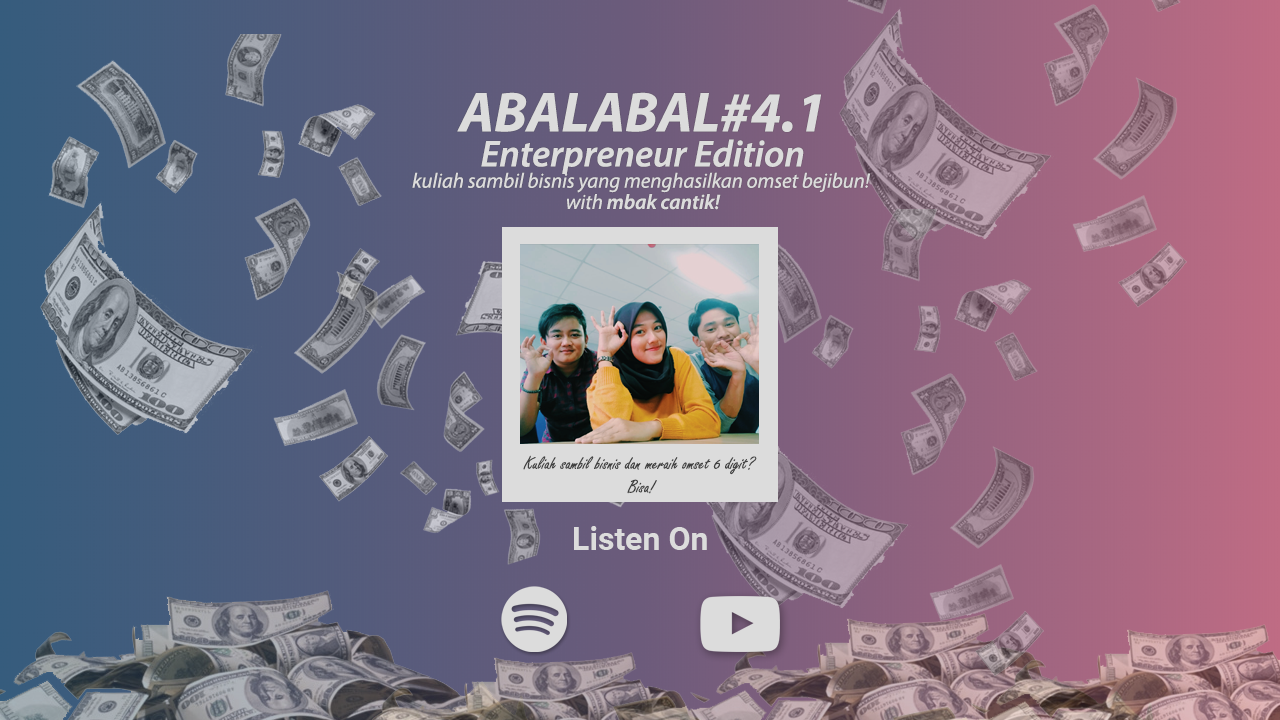 ABALABAL#4.1
Enterpreneur Edition
kuliah sambil bisnis yang menghasilkan omset bejibun!
with mbak cantik!
Kuliah sambil bisnis dan meraih omset 6 digit?
Bisa!
Listen On